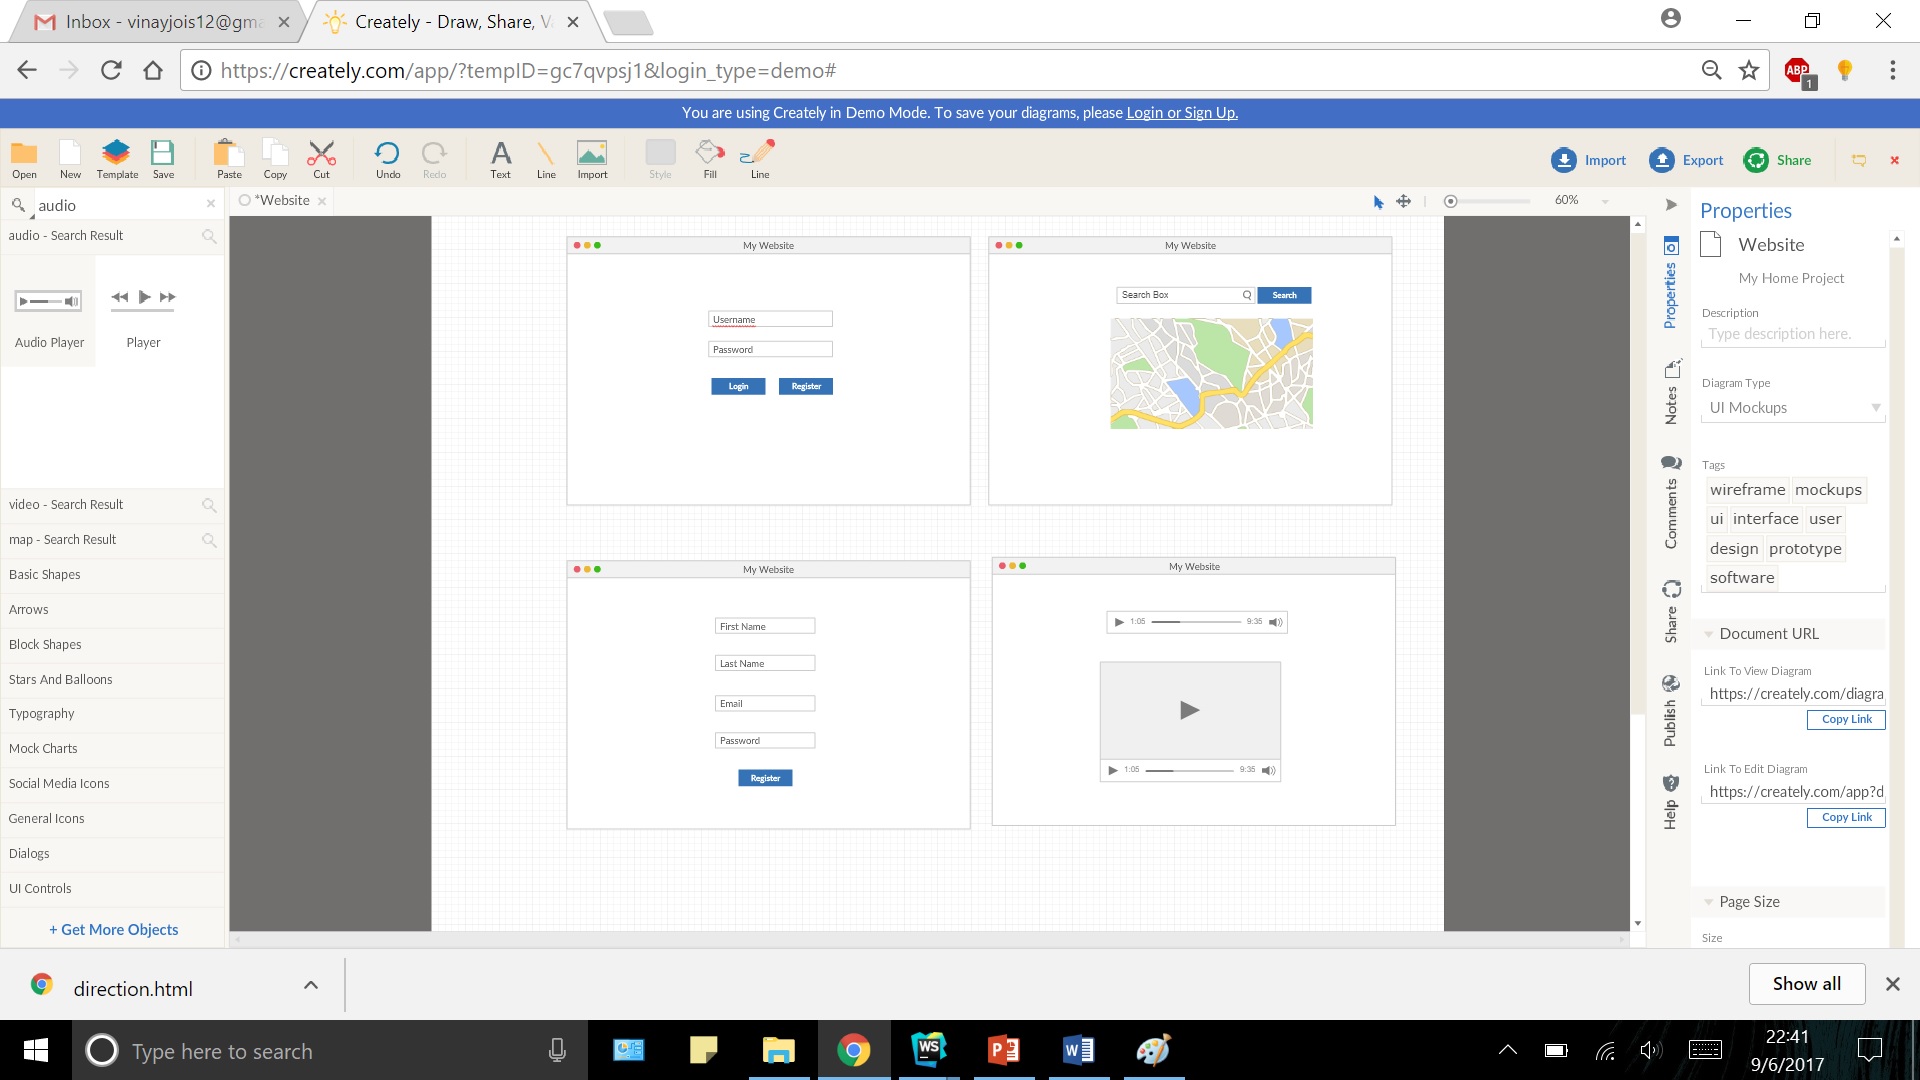 Inbox - vinayjois12@gma
Creately - Draw, Share, Va
https://creately.com/app/?tempID=gc7qvpsj1&login_type=demo#
ABP
1
You are using Creately in Demo Mode. To save your diagrams, please Login or Sign Up.
Open New Template Save Paste Copy Cut Undo Redo Text Line Import Style Fill Line
Import Export Share
audio
*Website
60%
audio - Search Result
Audio Player Player
video - Search Result
map - Search Result
Basic Shapes
Arrows
Block Shapes
Stars And Balloons
Typography
Mock Charts
Social Media Icons
General Icons
Dialogs
UI Controls
+ Get More Objects
My Website
Username
Password
Login Register
My Website
Search Box Search
My Website
First Name
Last Name
Email
Password
Register
My Website
1:05 9:35
1:05 9:35
Properties
Notes
Comments
Share
Publish
Help
Properties
Website
My Home Project
Description
Type description here.
Diagram Type
UI Mockups
Tags
wireframe mockups
ui interface user
design prototype
software
Document URL
Link To View Diagram
https://creately.com/diagra
Copy Link
Link To Edit Diagram
https://creately.com/app?d
Copy Link
Page Size
Size
direction.html
Show all
Type here to search
WS
22:41
9/6/2017